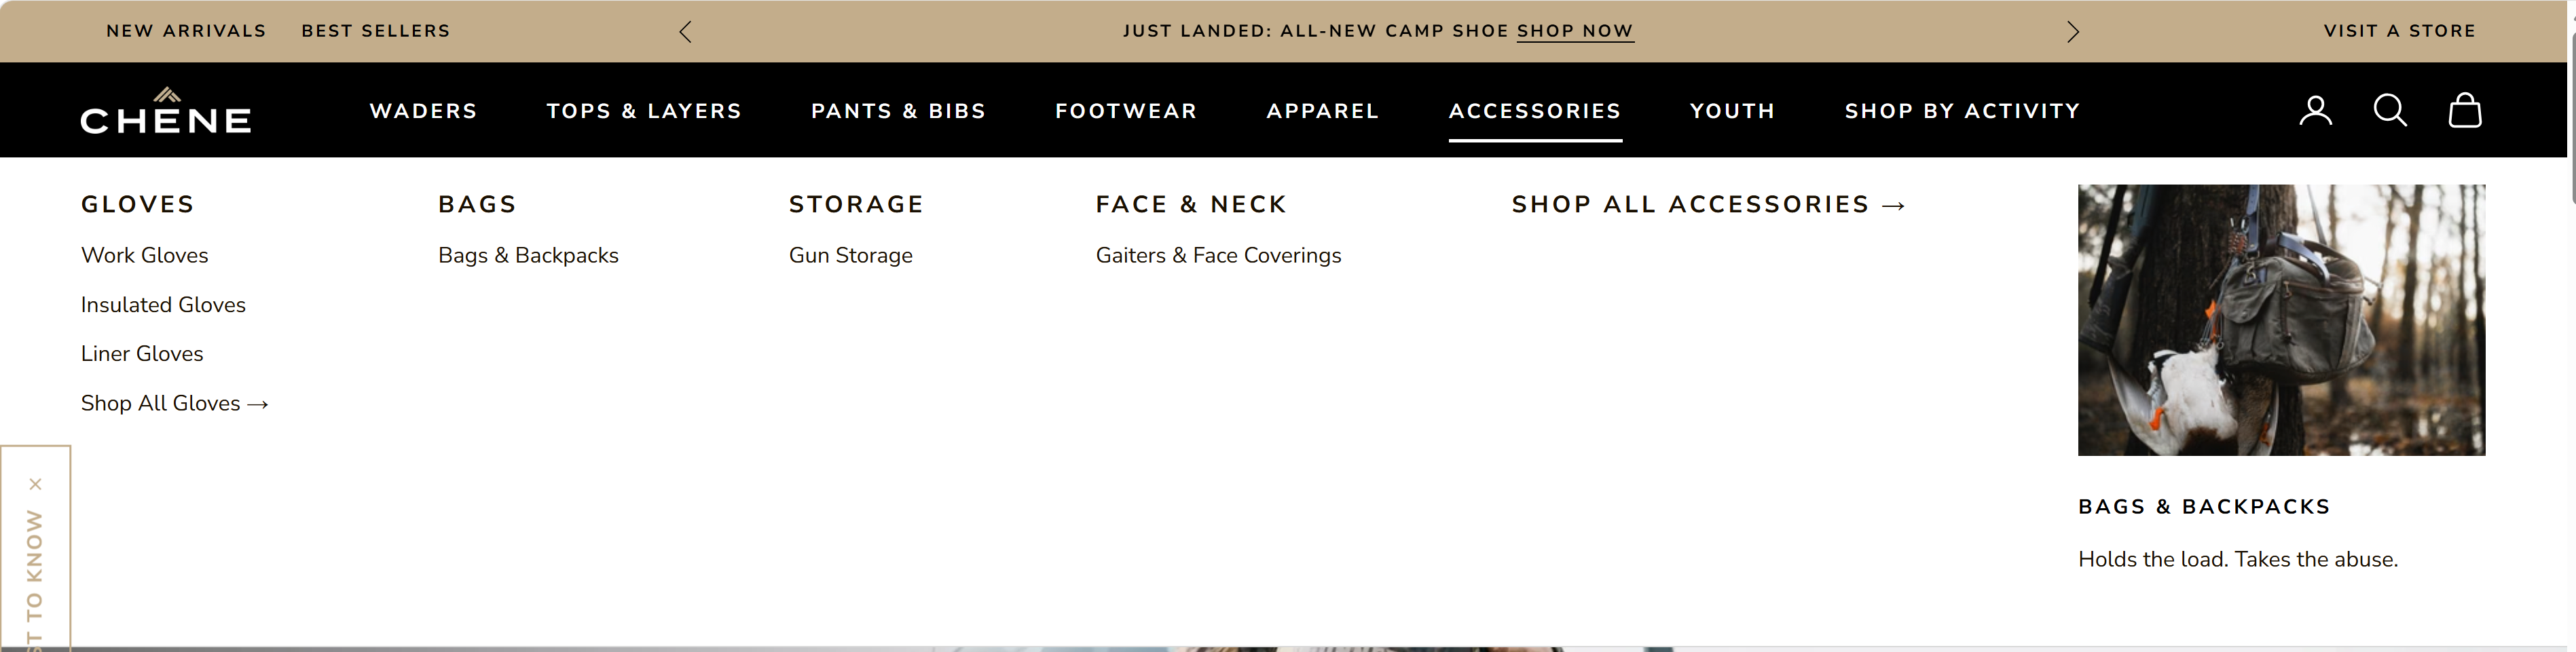 NEW ARRIVALS BEST SELLERS JUST LANDED: ALL-NEW CAMP SHOE SHOP NOW VISIT A STORE
CHÊNE WADERS TOPS & LAYERS PANTS & BIBS FOOTWEAR APPAREL ACCESSORIES YOUTH SHOP BY ACTIVITY
GLOVES
Work Gloves
Insulated Gloves
Liner Gloves
Shop All Gloves →
BAGS
Bags & Backpacks
STORAGE
Gun Storage
FACE & NECK
Gaiters & Face Coverings
SHOP ALL ACCESSORIES →
BAGS & BACKPACKS
Holds the load. Takes the abuse.
TO KNOW